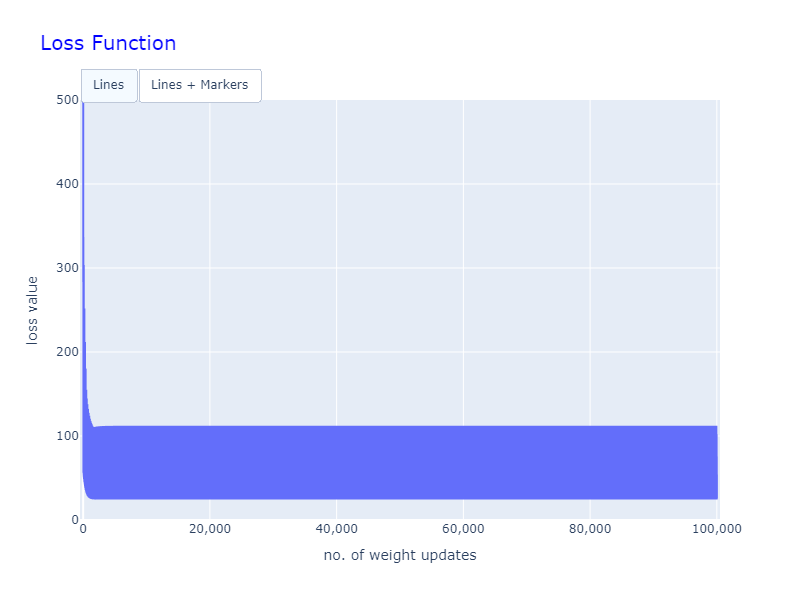 Loss Function
Lines
Lines + Markers
500
400
300
200
100
0
loss value
0
20,000
40,000
60,000
80,000
100,000
no. of weight updates